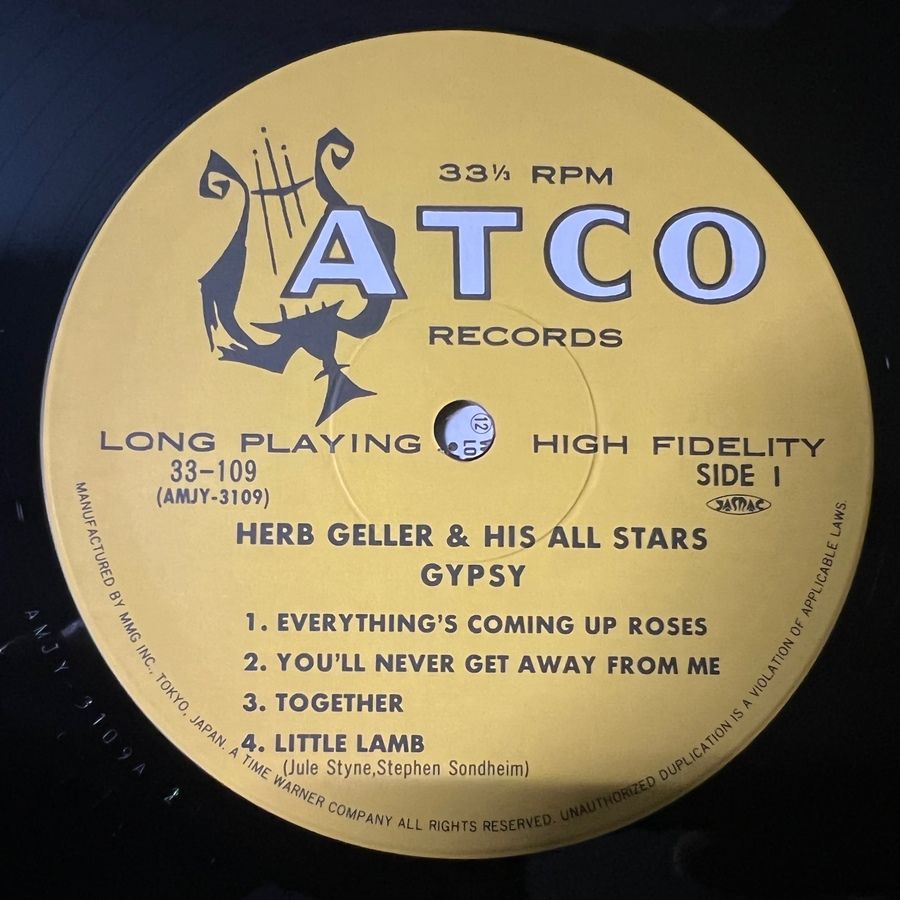 33⅓ RPM
ATCO
RECORDS
LONG PLAYING HIGH FIDELITY
33-109 SIDE 1
(AMJY-3109) JASRAC
HERB GELLER & HIS ALL STARS
GYPSY
1. EVERYTHING'S COMING UP ROSES
2. YOU'LL NEVER GET AWAY FROM ME
3. TOGETHER
4. LITTLE LAMB
(Jule Styne,Stephen Sondheim)
MANUFACTURED BY MMG INC., TOKYO, JAPAN. A TIME WARNER COMPANY ALL RIGHTS RESERVED. UNAUTHORIZED DUPLICATION IS A VIOLATION OF APPLICABLE LAWS.
AMJY-3109A